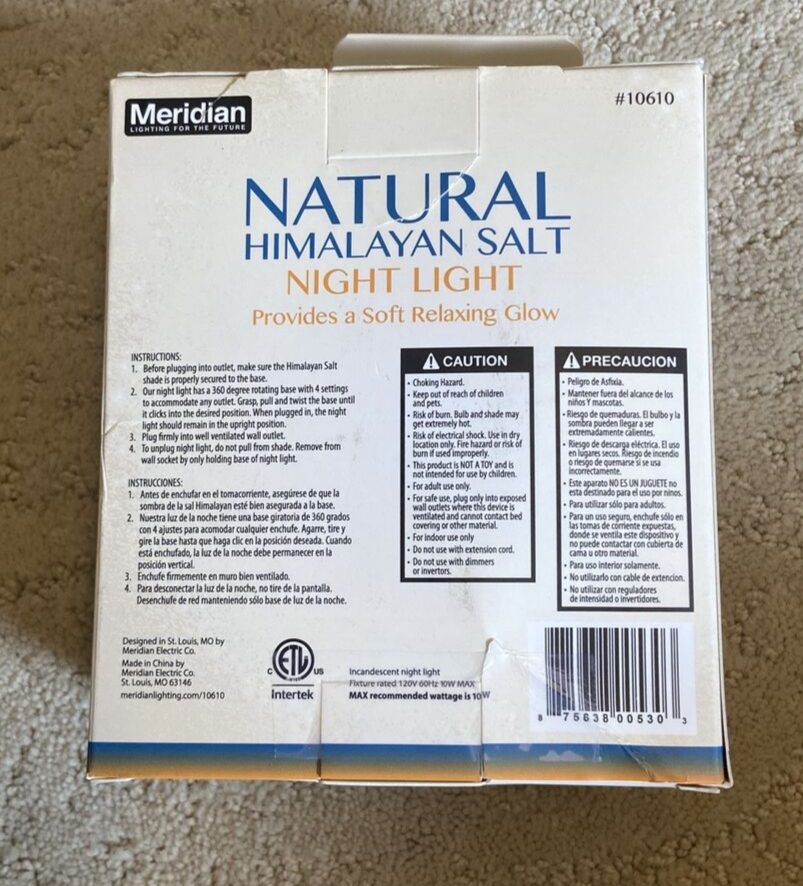 Meridian
LIGHTING FOR THE FUTURE
#10610
NATURAL
HIMALAYAN SALT
NIGHT LIGHT
Provides a Soft Relaxing Glow
INSTRUCTIONS:
1. Before plugging into outlet, make sure the Himalayan Salt
shade is properly secured to the base.
2. Our night light has a 360 degree rotating base with 4 settings
to accommodate any outlet. Grasp, pull and twist the base until
it clicks into the desired position. When plugged in, the night
light should remain in the upright position.
3. Plug firmly into well ventilated wall outlet.
4. To unplug night light, do not pull from shade. Remove from
wall socket by only holding base of night light.
INSTRUCCIONES:
1. Antes de enchufar en el tomacorriente, asegúrese de que la
sombra de la sal Himalayan esté bien asegurada a la base.
2. Nuestra luz de la noche tiene una base giratoria de 360 grados
con 4 ajustes para acomodar cualquier enchufe. Agarre, tire y
gire la base hasta que haga clic en la posición deseada. Cuando
está enchufado, la luz de la noche debe permanecer en la
posición vertical.
3. Enchufe firmemente en muro bien ventilado.
4. Para desconectar la luz de la noche, no tire de la pantalla.
Desenchufe de red manteniendo sólo base de luz de la noche.
CAUTION
• Choking Hazard.
• Keep out of reach of children
and pets.
• Risk of burn. Bulb and shade may
get extremely hot.
• Risk of electrical shock. Use in dry
location only. Fire hazard or risk of
burn if used improperly.
• This product is NOT A TOY and is
not intended for use by children.
• For adult use only.
• For safe use, plug only into exposed
wall outlets where this device is
ventilated and cannot contact bed
covering or other material.
• For indoor use only
• Do not use with extension cord.
• Do not use with dimmers
or invertors.
PRECAUCION
• Peligro de Asfixia.
• Mantener fuera del alcance de los
niños Y mascotas.
• Riesgo de quemaduras. El bulbo y la
sombra pueden llegar a ser
extremadamente calientes.
• Riesgo de descarga eléctrica. El uso
en lugares secos. Riesgo de incendio
o riesgo de quemarse si se usa
incorrectamente.
• Este aparato NO ES UN JUGUETE no
esta destinado para el uso por ninos.
• Para utilizar sólo para adultos.
• Para un uso seguro, enchufe sólo en
las tomas de corriente expuestas,
donde se ventila este dispositivo y
no puede contactar con cubierta de
cama u otro material.
• Para uso interior solamente.
• No utilizarlo con cable de extencion.
• No utilizar con reguladores
de intensidad o invertidores.
Designed in St. Louis, MO by
Meridian Electric Co.
Made in China by
Meridian Electric Co.
St. Louis, MO 63146
meridianlighting.com/10610
C ETL US
Intertek
Incandescent night light
Fixture rated 120V 60Hz 10W MAX
MAX recommended wattage is 10W
8 75638 00530 3